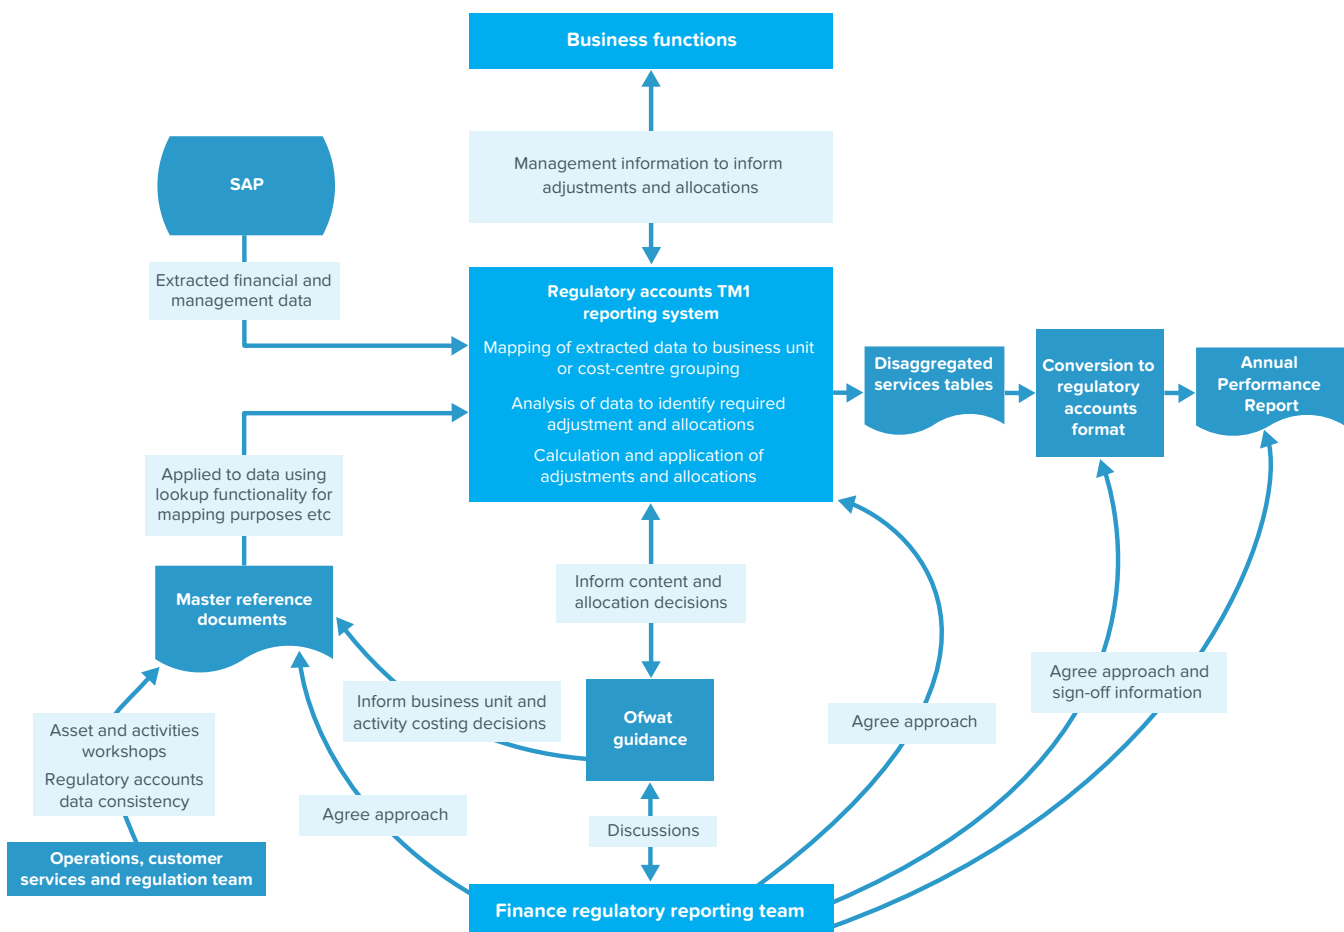 Business functions
Management information to inform
adjustments and allocations
SAP
Extracted financial and
management data
Regulatory accounts TM1
reporting system
Mapping of extracted data to business unit
or cost-centre grouping
Analysis of data to identify required
adjustment and allocations
Calculation and application of
adjustments and allocations
Disaggregated
services tables
Conversion to
regulatory
accounts
format
Annual
Performance
Report
Applied to data using
lookup functionality for
mapping purposes etc
Master reference
documents
Inform content and
allocation decisions
Inform business unit and
activity costing decisions
Ofwat
guidance
Agree approach
Agree approach and
sign-off information
Asset and activities
workshops
Regulatory accounts
data consistency
Agree approach
Discussions
Operations, customer
services and regulation team
Finance regulatory reporting team